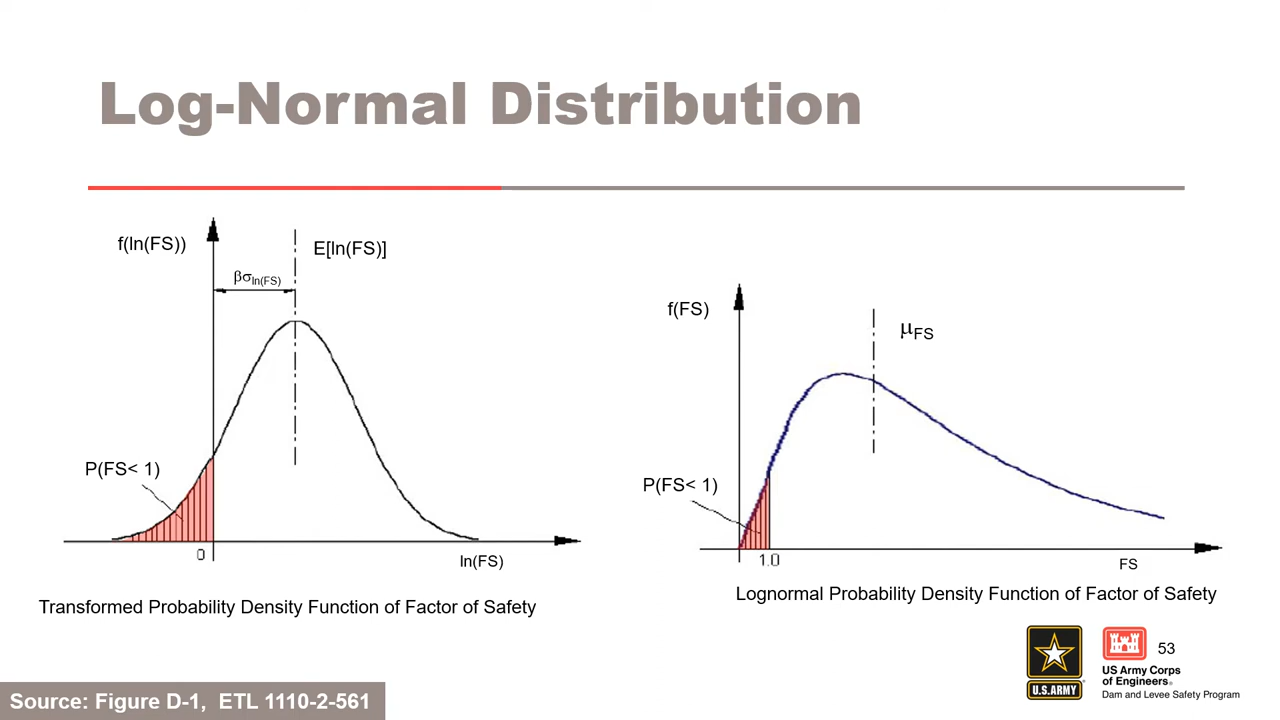 Log-Normal Distribution
f(ln(FS))
E[ln(FS)]
βσln(FS)
P(FS< 1)
0
ln(FS)
Transformed Probability Density Function of Factor of Safety
f(FS)
μFS
P(FS< 1)
1.0
FS
Lognormal Probability Density Function of Factor of Safety
U.S.ARMY
US Army Corps
of Engineers®
Dam and Levee Safety Program
53
Source: Figure D-1, ETL 1110-2-561